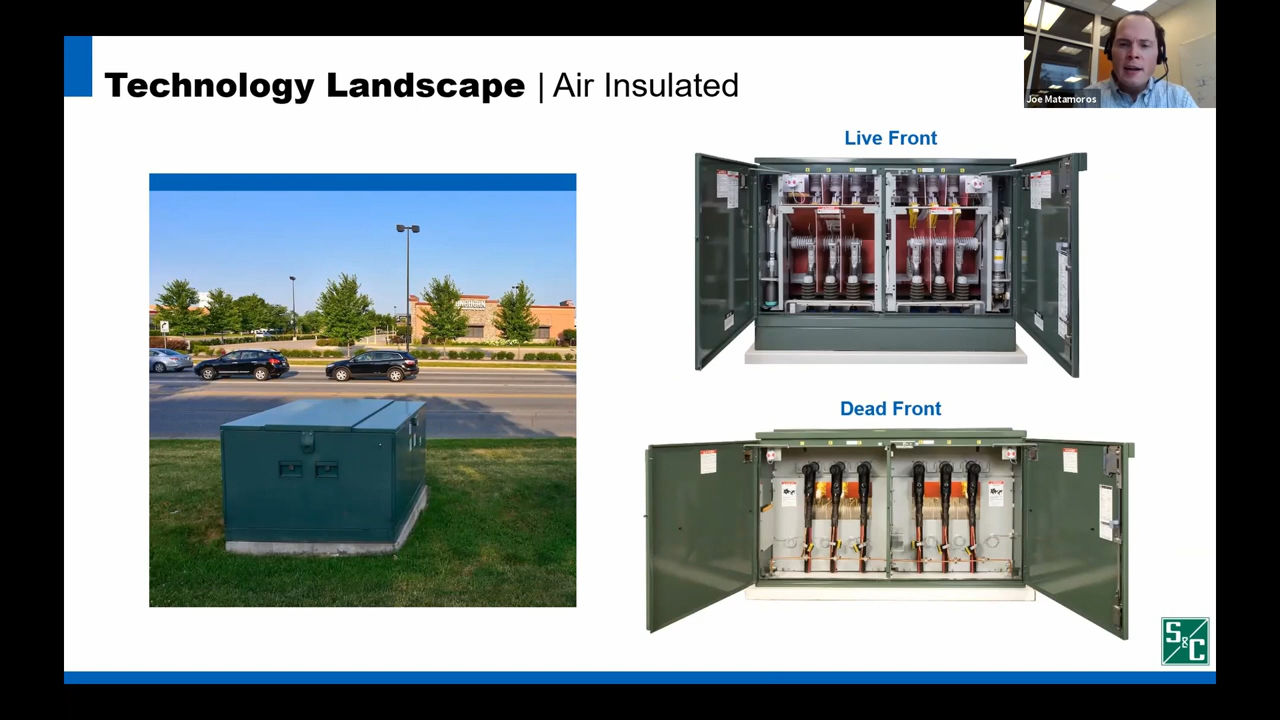 Technology Landscape | Air Insulated
Joe Matamoros
Live Front
Dead Front
S&C